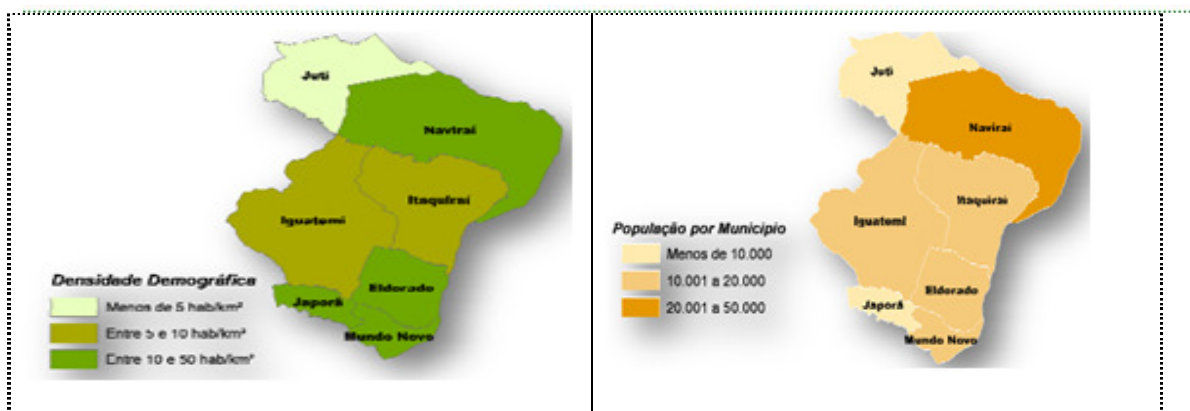 Juti
Naviraí
Itaquiraí
Iguatemi
Densidade Demográfica
Eldorado
Japorã
Menos de 5 hab/km²
Entre 5 e 10 hab/km²
Mundo Novo
Entre 10 e 50 hab/km²
Juti
Naviraí
Itaquiraí
Iguatemi
População por Município
Menos de 10.000
10.001 a 20.000
Eldorado
Japorã
20.001 a 50.000
Mundo Novo